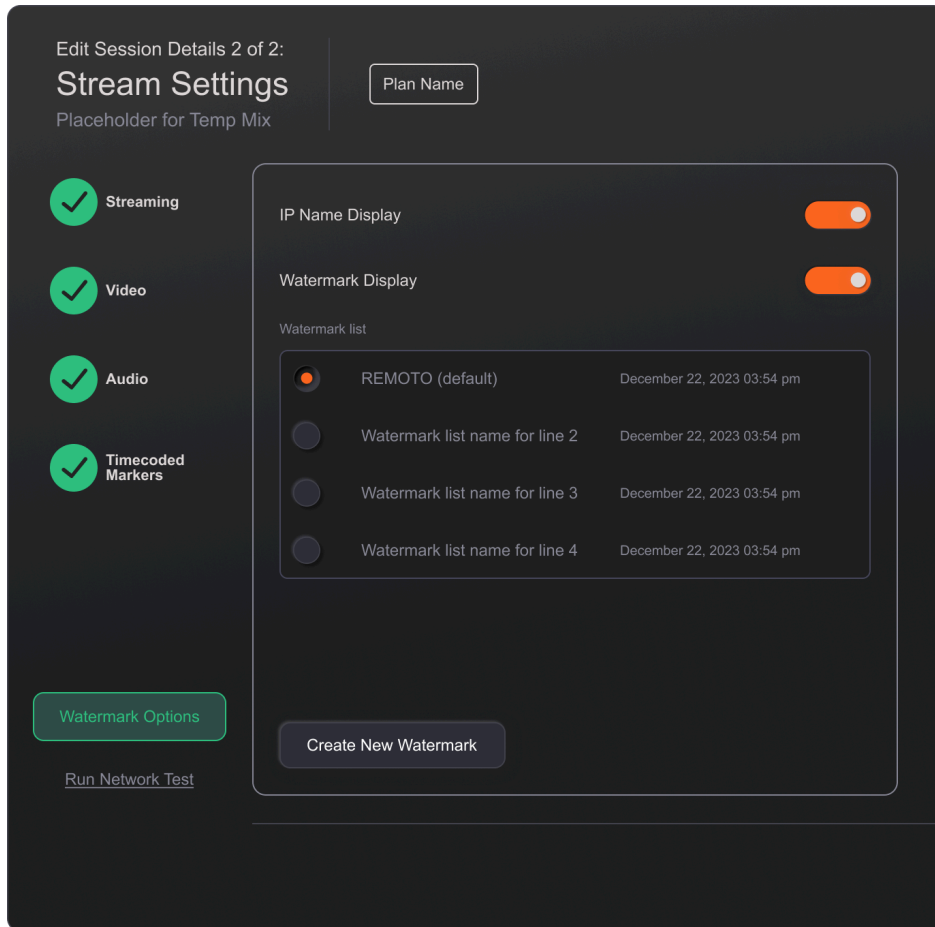 Edit Session Details 2 of 2:
Stream Settings
Placeholder for Temp Mix
Plan Name
Streaming
Video
Audio
Timecoded
Markers
Watermark Options
Run Network Test
IP Name Display
Watermark Display
Watermark list
REMOTO (default) December 22, 2023 03:54 pm
Watermark list name for line 2 December 22, 2023 03:54 pm
Watermark list name for line 3 December 22, 2023 03:54 pm
Watermark list name for line 4 December 22, 2023 03:54 pm
Create New Watermark